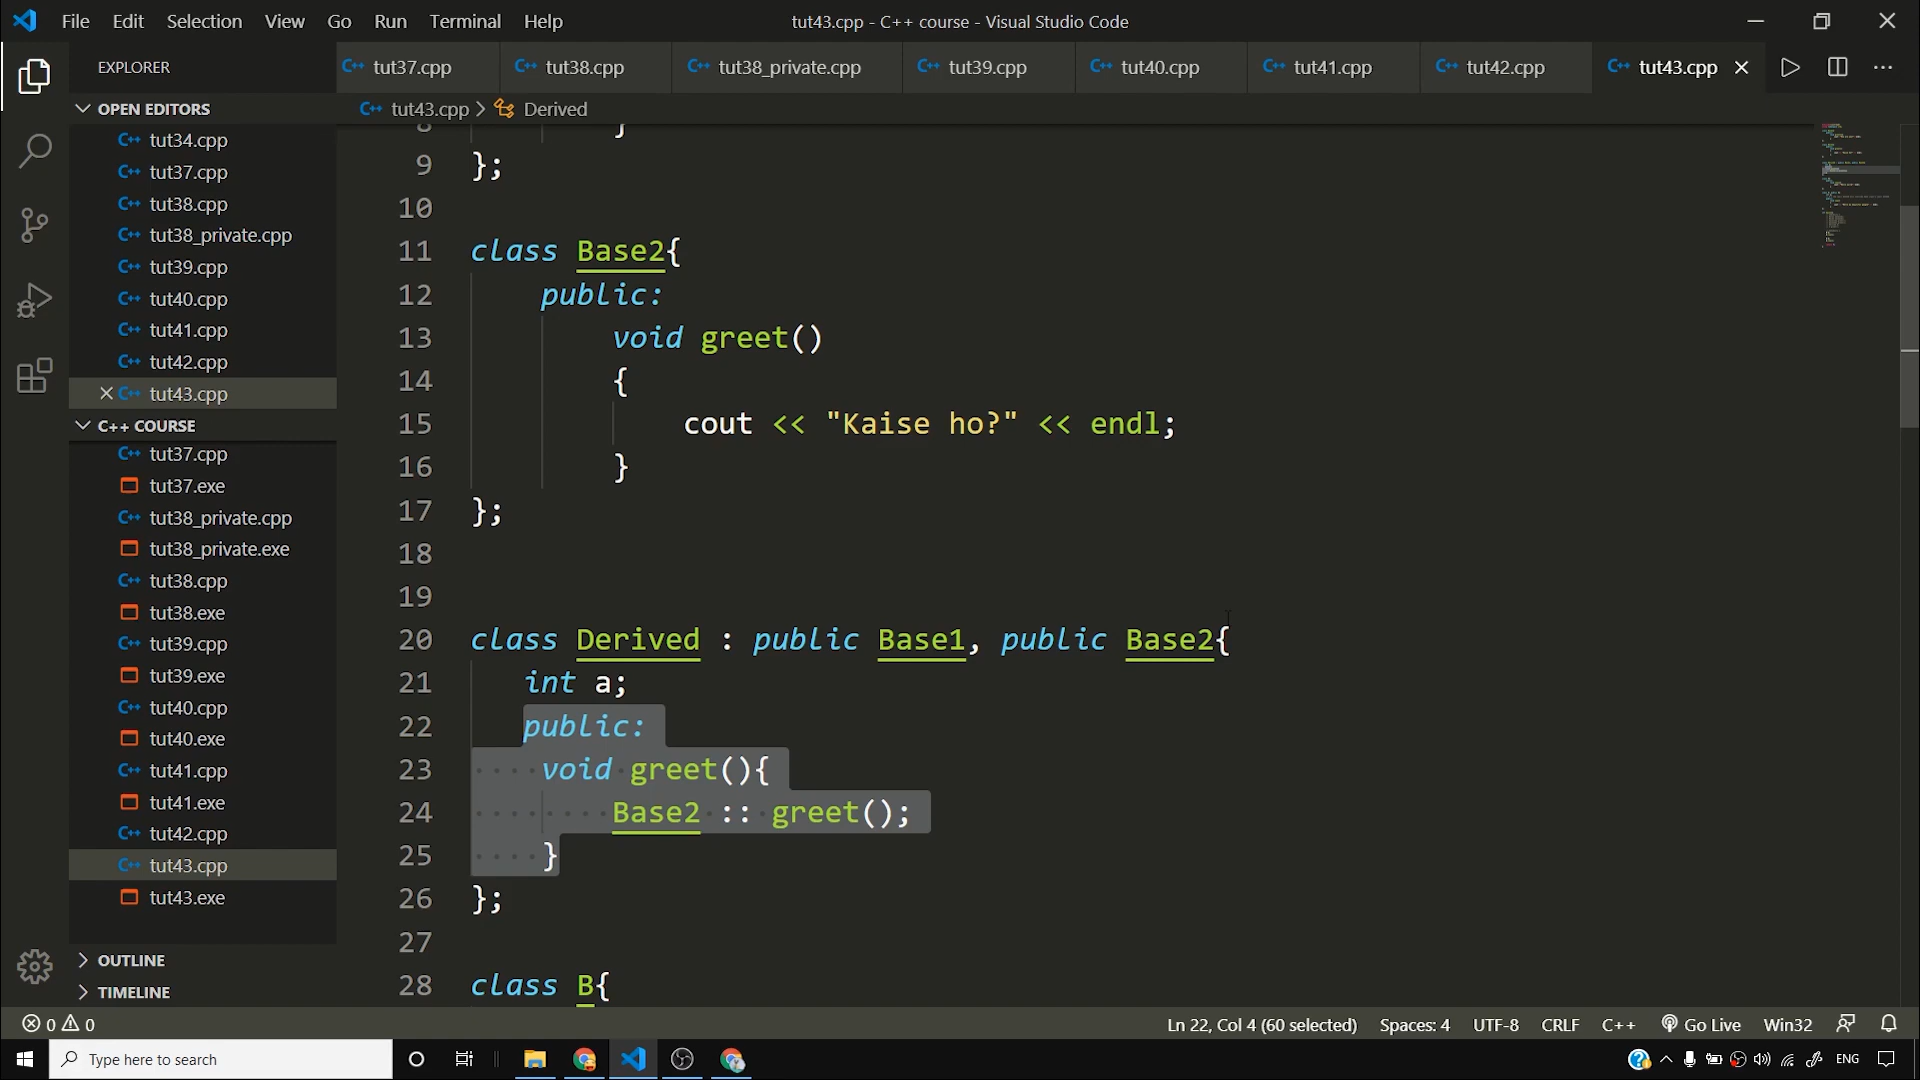 File Edit Selection View Go Run Terminal Help
tut43.cpp - C++ course - Visual Studio Code
EXPLORER
tut37.cpp
tut38.cpp
tut38_private.cpp
tut39.cpp
tut40.cpp
tut41.cpp
tut42.cpp
tut43.cpp
OPEN EDITORS
tut34.cpp
tut37.cpp
tut38.cpp
tut38_private.cpp
tut39.cpp
tut40.cpp
tut41.cpp
tut42.cpp
tut43.cpp
C++ COURSE
tut37.cpp
tut37.exe
tut38_private.cpp
tut38_private.exe
tut38.cpp
tut38.exe
tut39.cpp
tut39.exe
tut40.cpp
tut40.exe
tut41.cpp
tut41.exe
tut42.cpp
tut43.cpp
tut43.exe
OUTLINE
TIMELINE
tut43.cpp > Derived
8 }
9 };
10
11 class Base2{
12 public:
13 void greet()
14 {
15 cout << "Kaise ho?" << endl;
16 }
17 };
18
19
20 class Derived : public Base1, public Base2{
21 int a;
22 public:
23 void greet(){
24 Base2 :: greet();
25 }
26 };
27
28 class B{
0 0
Ln 22, Col 4 (60 selected) Spaces: 4 UTF-8 CRLF C++ Go Live Win32
Type here to search
ENG